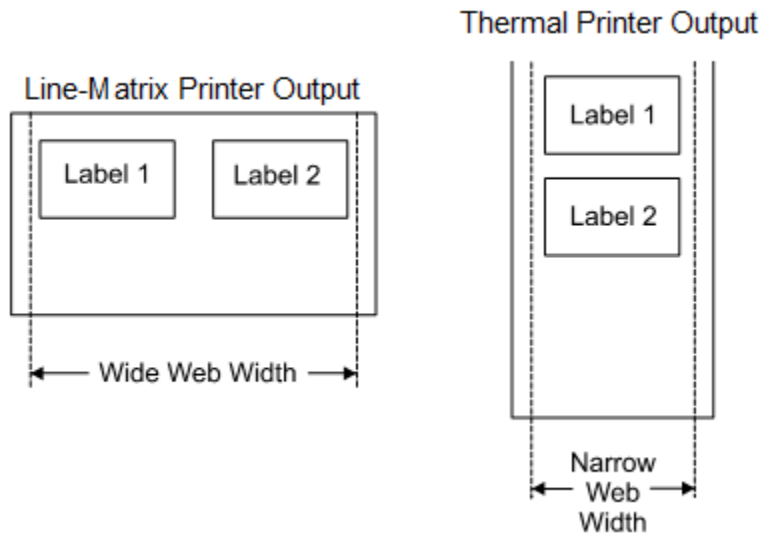 Line-Matrix Printer Output
Label 1
Label 2
Wide Web Width
Thermal Printer Output
Label 1
Label 2
Narrow
Web
Width